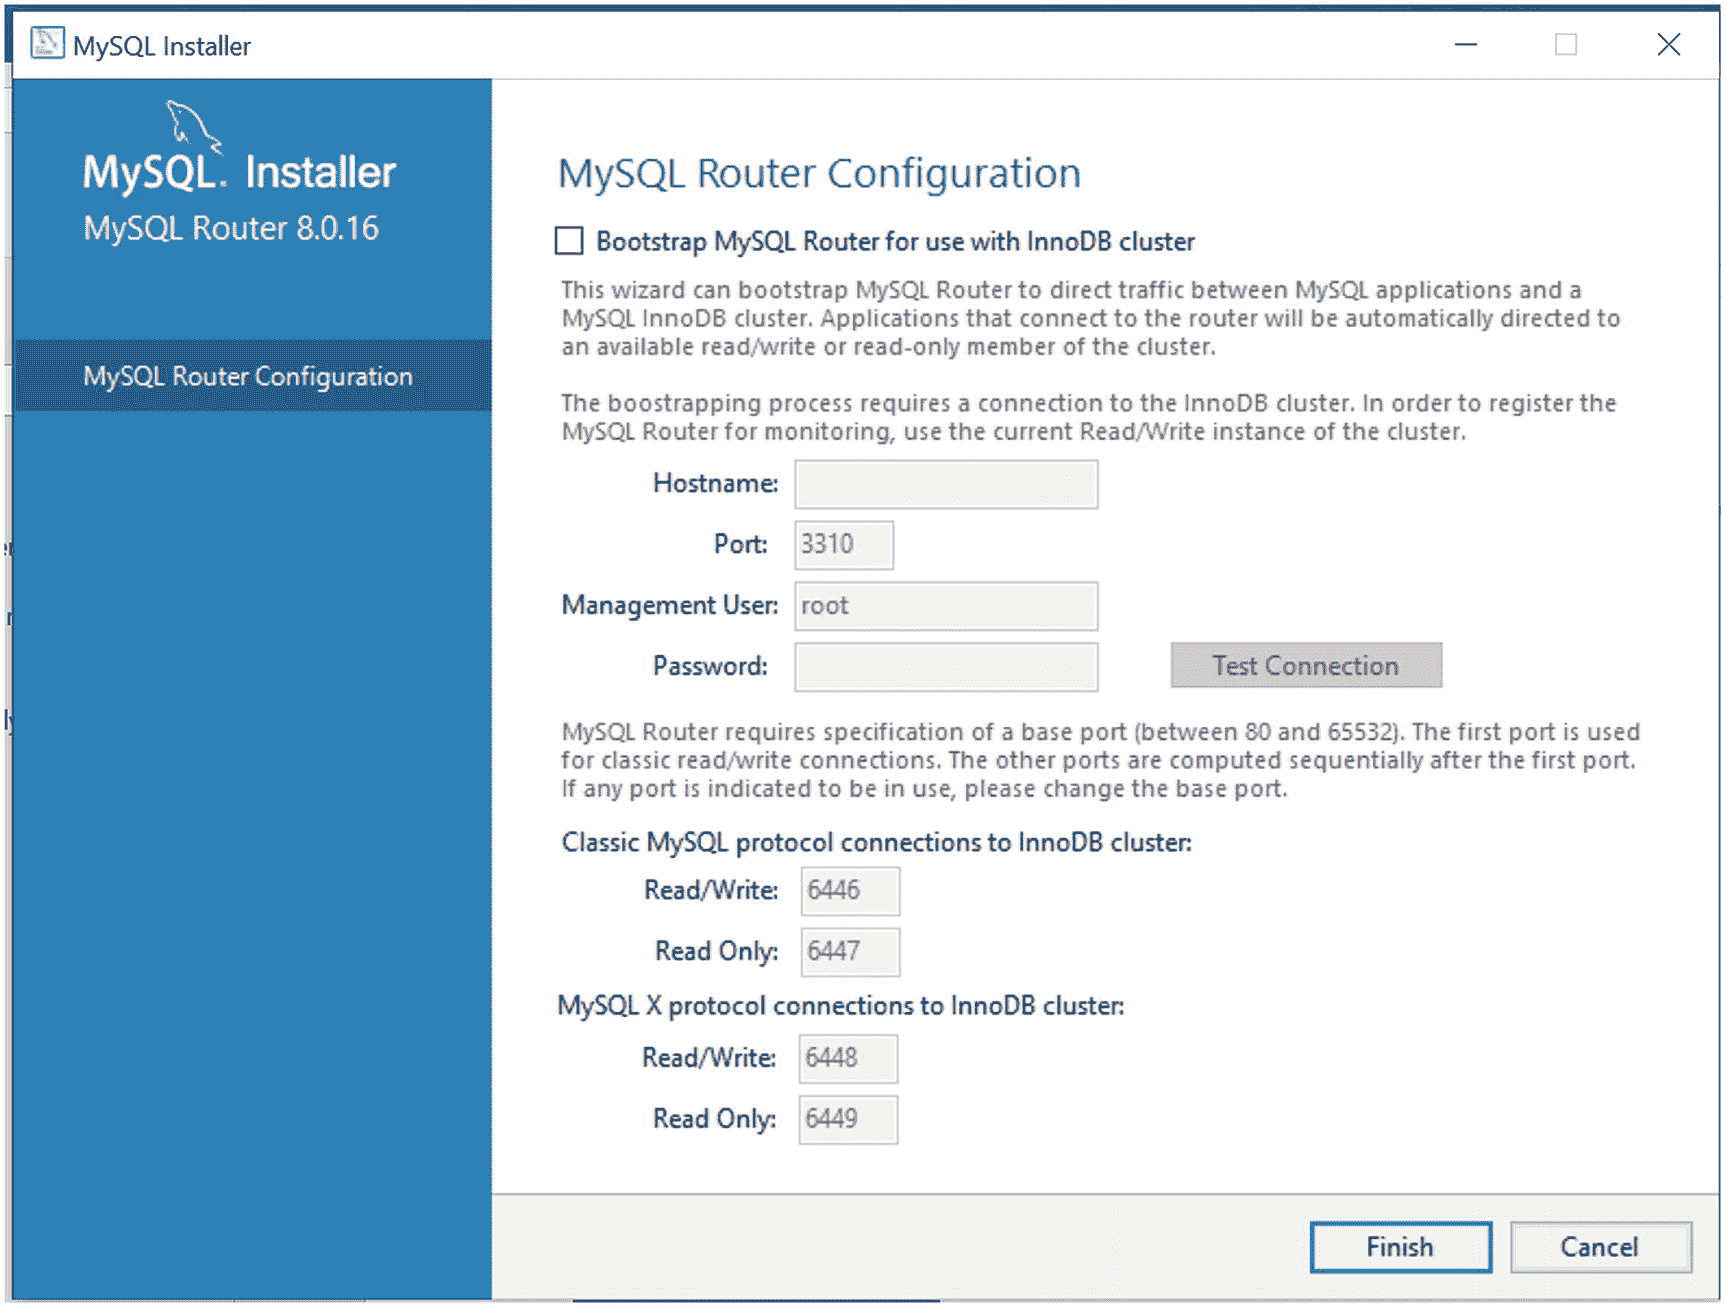 MySQL Installer
MySQL. Installer
MySQL Router 8.0.16
MySQL Router Configuration
MySQL Router Configuration
Bootstrap MySQL Router for use with InnoDB cluster
This wizard can bootstrap MySQL Router to direct traffic between MySQL applications and a
MySQL InnoDB cluster. Applications that connect to the router will be automatically directed to
an available read/write or read-only member of the cluster.
The boostrapping process requires a connection to the InnoDB cluster. In order to register the
MySQL Router for monitoring, use the current Read/Write instance of the cluster.
Hostname:
Port: 3310
Management User: root
Password: Test Connection
MySQL Router requires specification of a base port (between 80 and 65532). The first port is used
for classic read/write connections. The other ports are computed sequentially after the first port.
If any port is indicated to be in use, please change the base port.
Classic MySQL protocol connections to InnoDB cluster:
Read/Write: 6446
Read Only: 6447
MySQL X protocol connections to InnoDB cluster:
Read/Write: 6448
Read Only: 6449
Finish Cancel